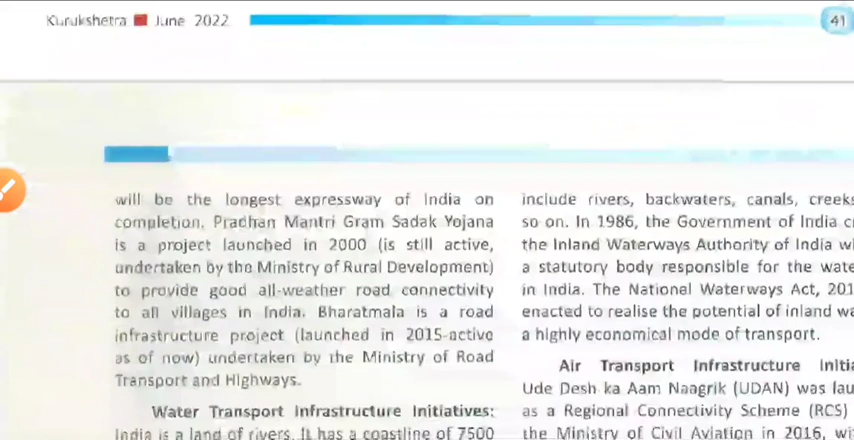 Kurukshetra June 2022
41
will be the longest expressway of India on
completion. Pradhan Mantri Gram Sadak Yojana
is a project launched in 2000 (is still active,
undertaken by the Ministry of Rural Development)
to provide good all-weather road connectivity
to all villages in India. Bharatmala is a road
infrastructure project (launched in 2015-active
as of now) undertaken by the Ministry of Road
Transport and Highways.
Water Transport Infrastructure Initiatives:
India is a land of rivers. It has a coastline of 7500
include rivers, backwaters, canals, creeks
so on. In 1986, the Government of India c
the Inland Waterways Authority of India w
a statutory body responsible for the wate
in India. The National Waterways Act, 201
enacted to realise the potential of inland wa
a highly economical mode of transport.
Air Transport Infrastructure Initia
Ude Desh ka Aam Naagrik (UDAN) was lau
as a Regional Connectivity Scheme (RCS)
the Ministry of Civil Aviation in 2016, wi